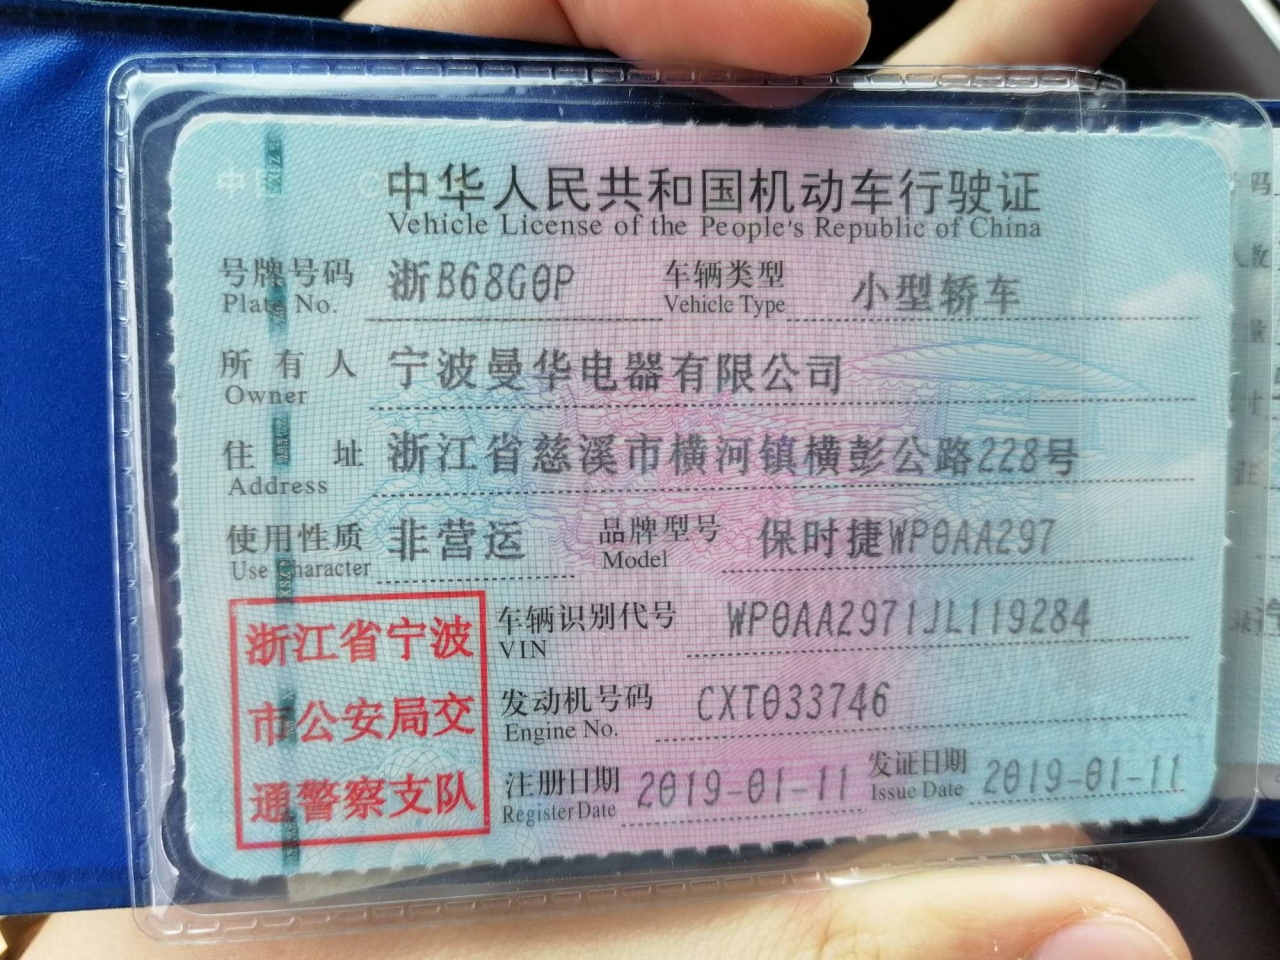 中华人民共和国机动车行驶证
Vehicle License of the People's Republic of China
号牌号码 浙B68G0P 车辆类型 小型轿车
Plate No. Vehicle Type
所有人 宁波曼华电器有限公司
Owner
住址 浙江省慈溪市横河镇横彭公路228号
Address
使用性质 非营运 品牌型号 保时捷WP0AA297
Use Character Model
浙江省宁波
市公安局交
通警察支队
车辆识别代号 WP0AA2971JL119284
VIN
发动机号码 CXT033746
Engine No.
注册日期 2019-01-11 发证日期 2019-01-11
Register Date Issue Date